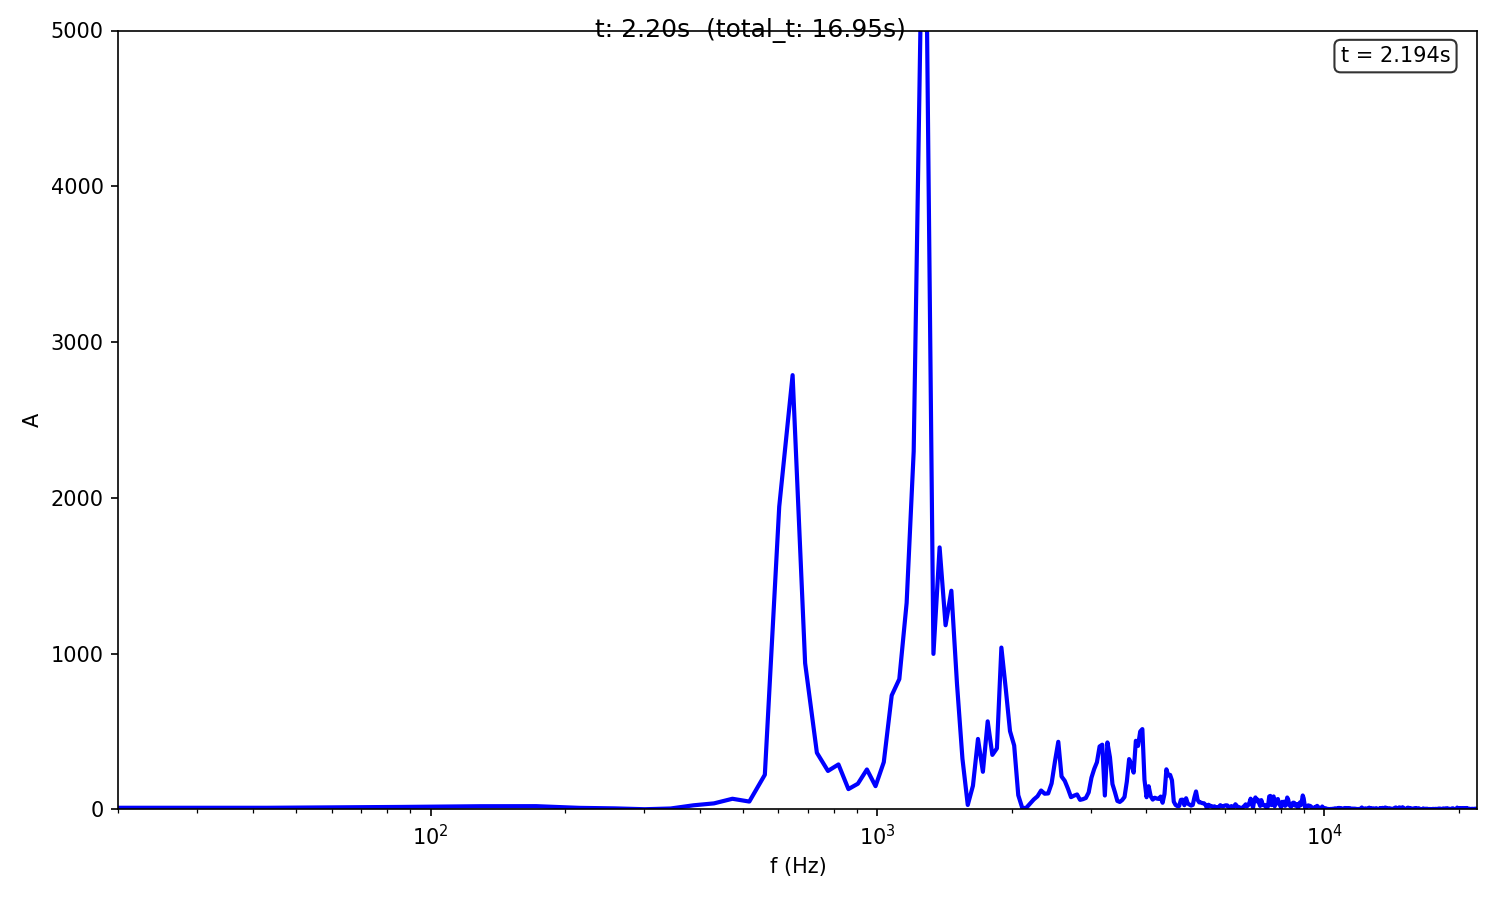 t: 2.20s (total_t: 16.95s)
t = 2.194s
5000
4000
3000
2000
1000
0
A
10²
10³
10⁴
f (Hz)